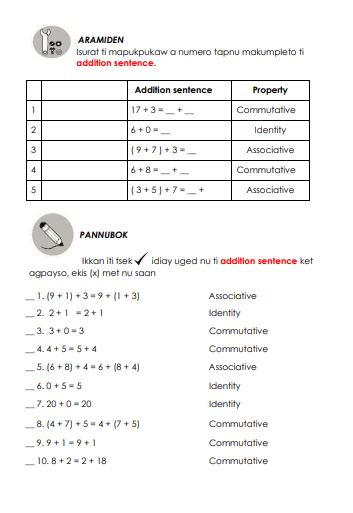 ARAMIDEN
Isurat ti mapukpukaw a numero tapnu makumpleto ti
addition sentence.
Addition sentence Property
1 17 + 3 = __ + __ Commutative
2 6 + 0 = __ Identity
3 ( 9 + 7 ) + 3 = __ Associative
4 6 + 8 = __ + __ Commutative
5 ( 3 + 5 ) + 7 = __ + Associative
PANNUBOK
Ikkan iti tsek ✓ idiay uged nu ti addition sentence ket
agpayso, ekis (x) met nu saan
__ 1. (9 + 1) + 3 = 9 + (1 + 3) Associative
__ 2. 2 + 1 = 2 + 1 Identity
__ 3. 3 + 0 = 3 Commutative
__ 4. 4 + 5 = 5 + 4 Commutative
__ 5. (6 + 8) + 4 = 6 + (8 + 4) Associative
__ 6. 0 + 5 = 5 Identity
__ 7. 20 + 0 = 20 Identity
__ 8. (4 + 7) + 5 = 4 + (7 + 5) Commutative
__ 9. 9 + 1 = 9 + 1 Commutative
__ 10. 8 + 2 = 2 + 18 Commutative